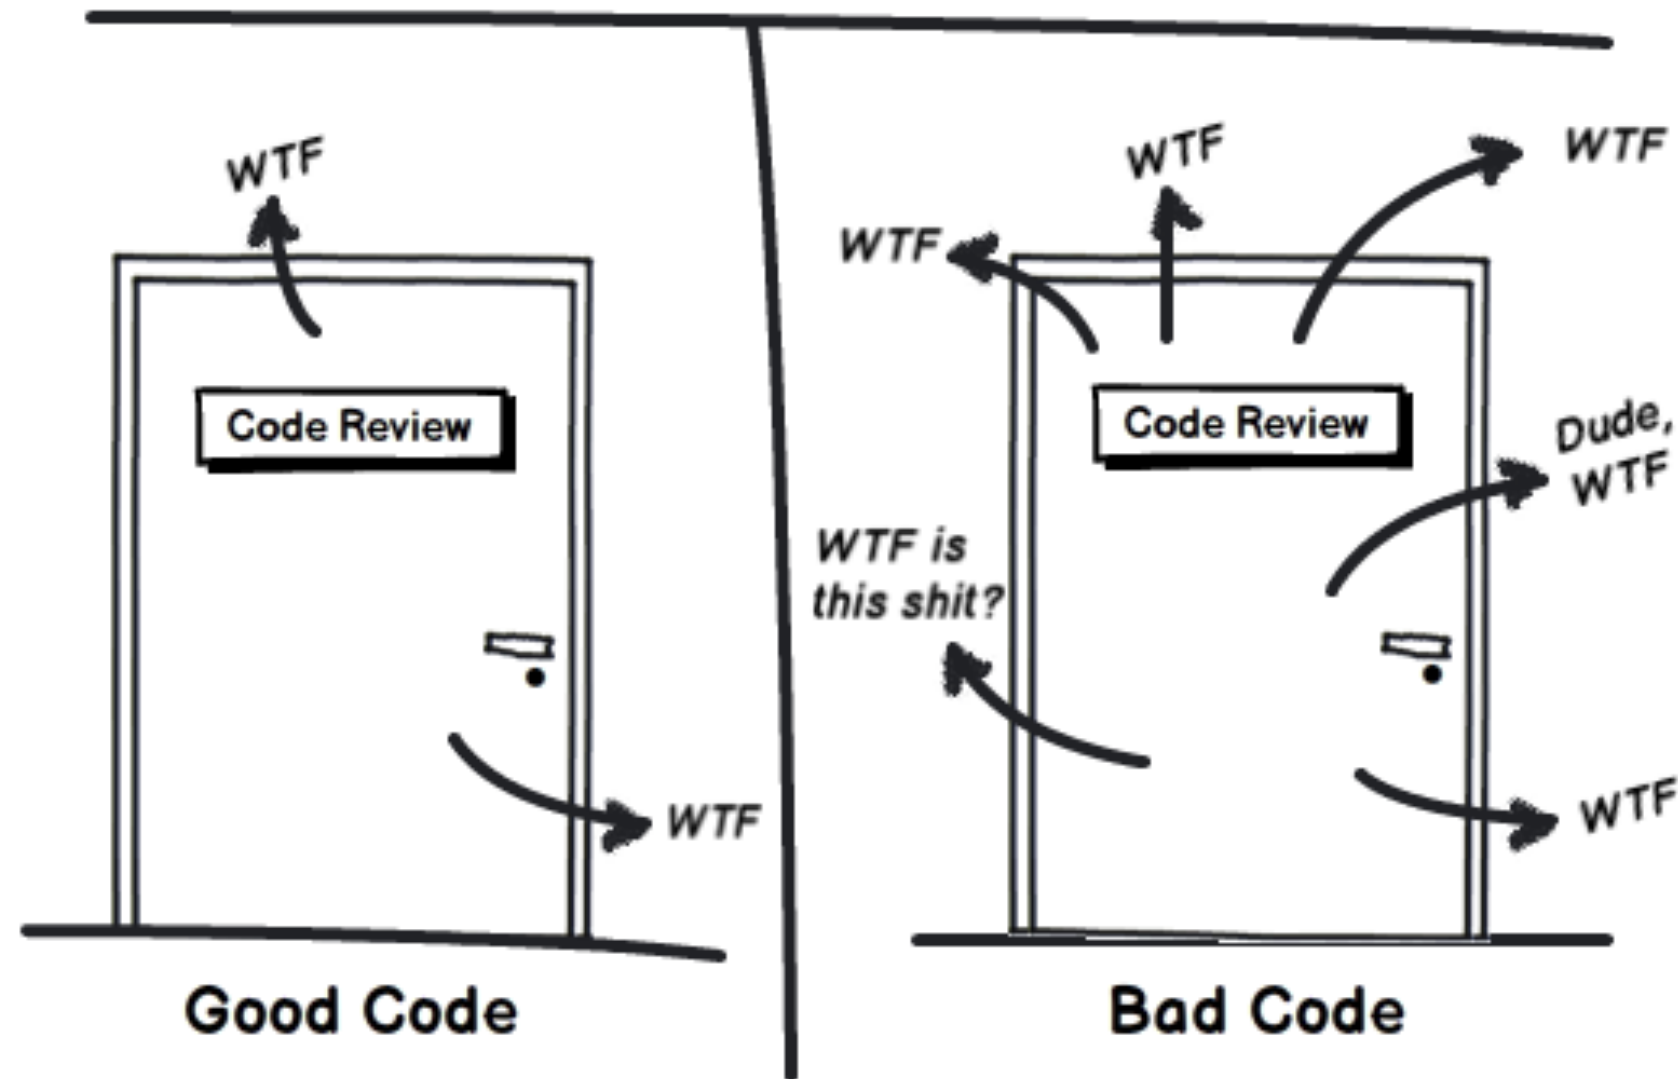 WTF
Code Review
WTF
Good Code
WTF
WTF
WTF
Code Review
Dude,
WTF
WTF is
this shit?
WTF
Bad Code